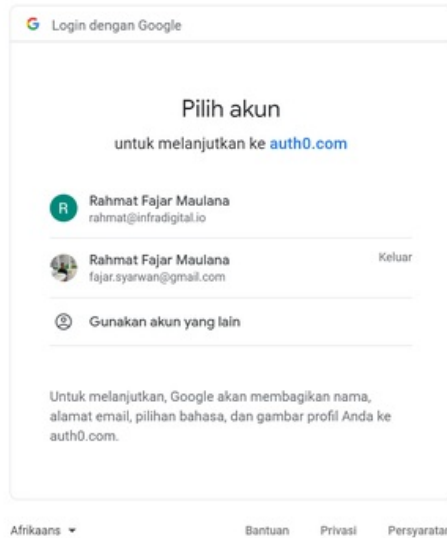 Login dengan Google
Pilih akun
untuk melanjutkan ke auth0.com
R
Rahmat Fajar Maulana
rahmat@infradigital.io
Rahmat Fajar Maulana
Keluar
fajar.syarwan@gmail.com
Gunakan akun yang lain
Untuk melanjutkan, Google akan membagikan nama,
alamat email, pilihan bahasa, dan gambar profil Anda ke
auth0.com.
Afrikaans Bantuan Privasi Persyaratan